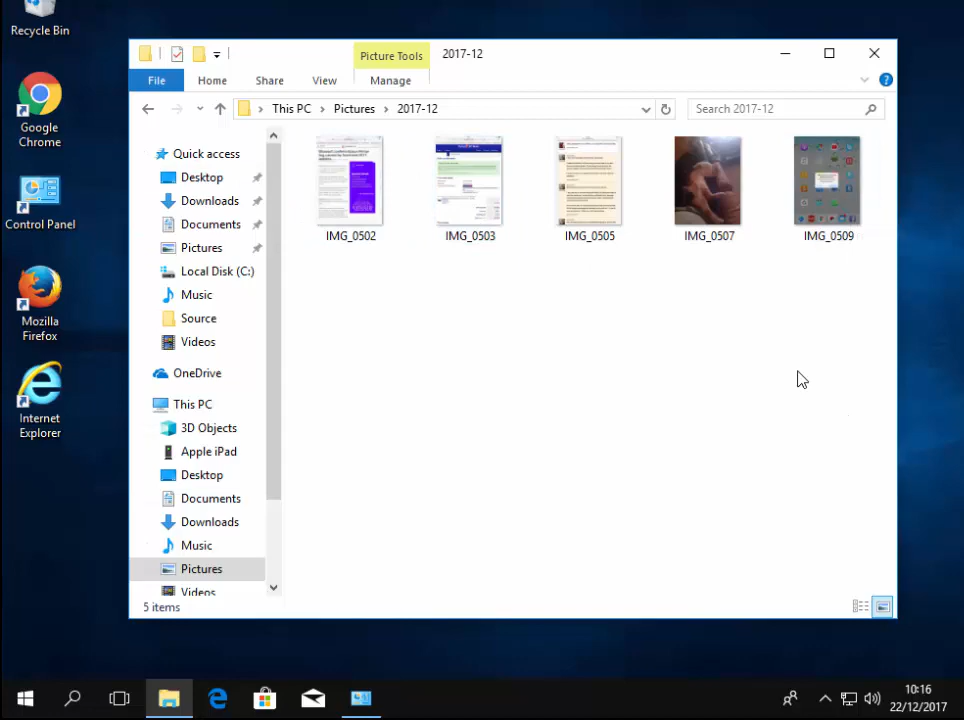 Recycle Bin
Google
Chrome
Control Panel
Mozilla
Firefox
Internet
Explorer
Picture Tools
2017-12
File
Home
Share
View
Manage
This PC
Pictures
2017-12
Search 2017-12
Quick access
Desktop
Downloads
Documents
Pictures
Local Disk (C:)
Music
Source
Videos
OneDrive
This PC
3D Objects
Apple iPad
Desktop
Documents
Downloads
Music
Pictures
Videos
IMG_0502
IMG_0503
IMG_0505
IMG_0507
IMG_0509
5 items
10:16
22/12/2017